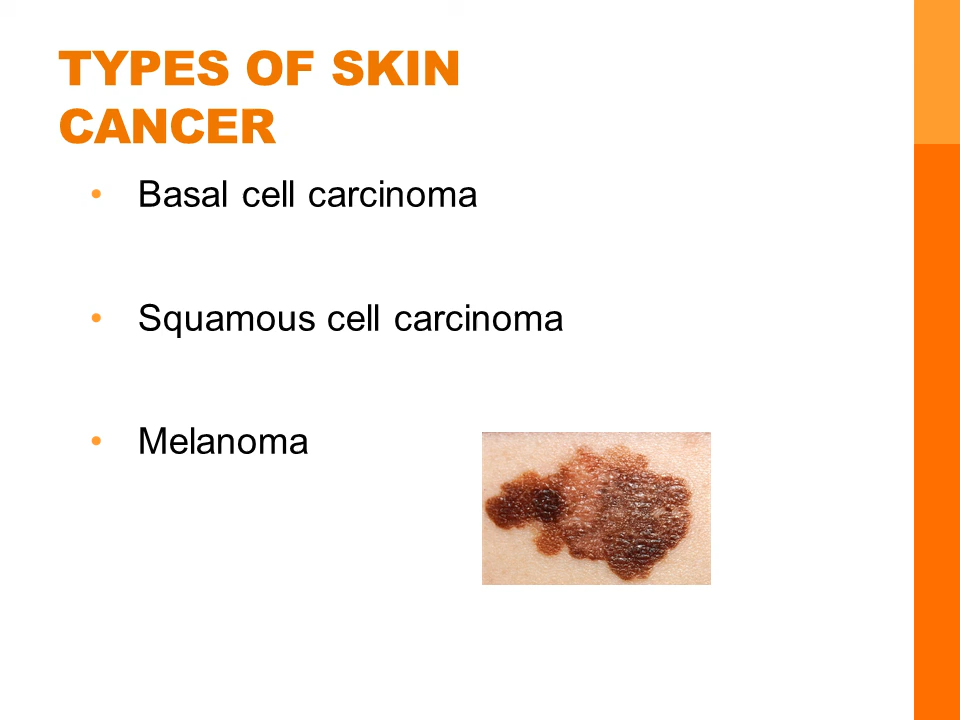 TYPES OF SKIN
CANCER
• Basal cell carcinoma
• Squamous cell carcinoma
• Melanoma